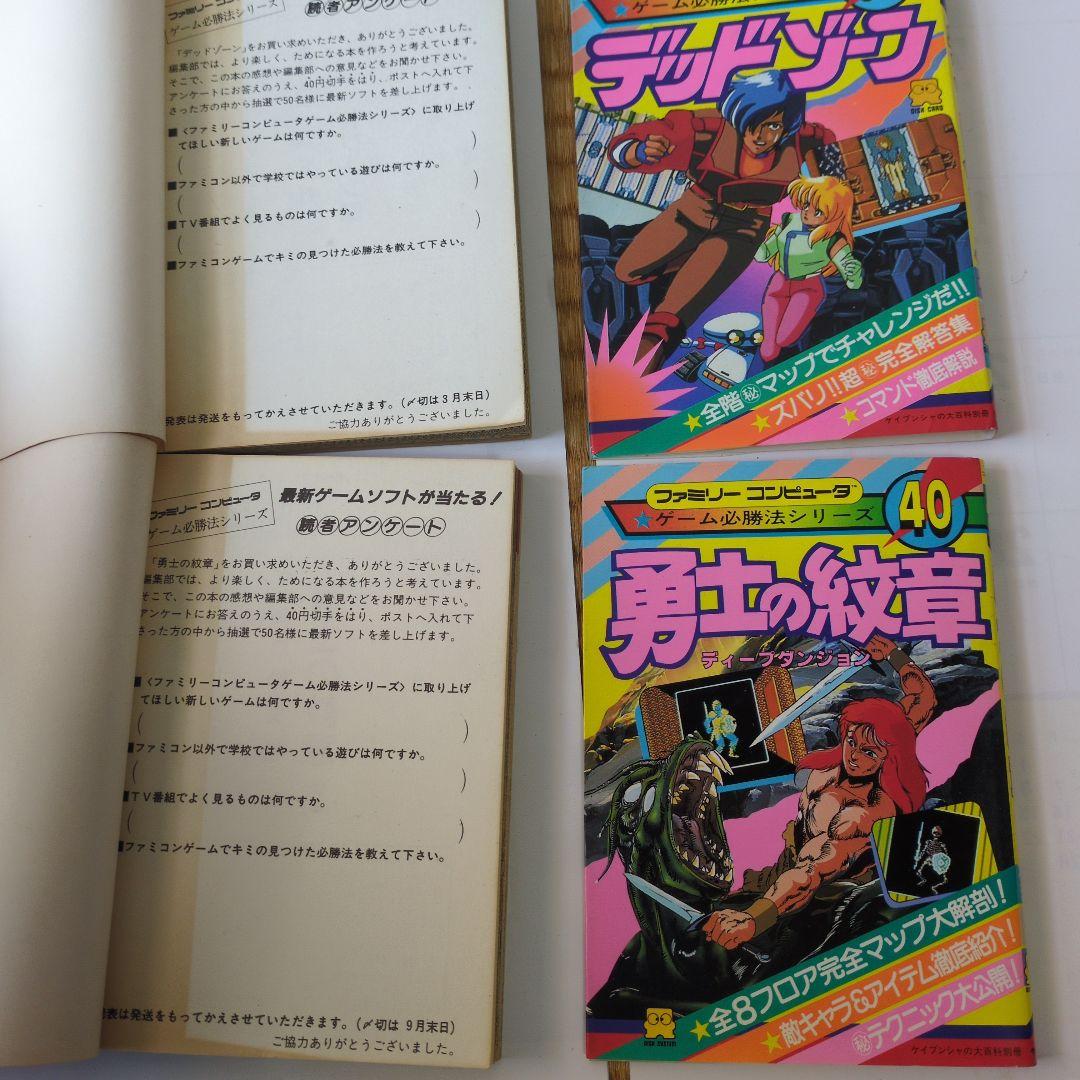 ファミリー コンピュータ
ゲーム必勝法シリーズ
読者アンケート
「デッドゾーン」をお買い求めいただき、ありがとうございました。
編集部では、より楽しく、ためになる本を作ろうと考えています。
そこで、この本の感想や編集部への意見などをお聞かせ下さい。
アンケートにお答えのうえ、40円切手をはり、ポストへ入れて下
さった方の中から抽選で50名様に最新ソフトを差し上げます。
■〈ファミリーコンピュータゲーム必勝法シリーズ〉に取り上げ
てほしい新しいゲームは何ですか。
( )
■ファミコン以外で学校ではやっている遊びは何ですか。
( )
■TV番組でよく見るものは何ですか。
( )
■ファミコンゲームでキミの見つけた必勝法を教えて下さい。
発表は発送をもってかえさせていただきます。(〆切は3月末日)
ご協力ありがとうございました。
★ゲーム必勝法シリーズ
デッドゾーン
DISK CARD
★全階㊙マップでチャレンジだ!!
★ズバリ!!超㊙完全解答集
★コマンド徹底解説
ケイブンシャの大百科別冊
ファミリー コンピュータ
ゲーム必勝法シリーズ
最新ゲームソフトが当たる!
読者アンケート
「勇士の紋章」をお買い求めいただき、ありがとうございました。
編集部では、より楽しく、ためになる本を作ろうと考えています。
そこで、この本の感想や編集部への意見などをお聞かせ下さい。
アンケートにお答えのうえ、40円切手をはり、ポストへ入れて下
さった方の中から抽選で50名様に最新ソフトを差し上げます。
■〈ファミリーコンピュータゲーム必勝法シリーズ〉に取り上げ
てほしい新しいゲームは何ですか。
( )
■ファミコン以外で学校ではやっている遊びは何ですか。
( )
■TV番組でよく見るものは何ですか。
( )
■ファミコンゲームでキミの見つけた必勝法を教えて下さい。
発表は発送をもってかえさせていただきます。(〆切は9月末日)
ご協力ありがとうございました。
ファミリー コンピュータ™
★ゲーム必勝法シリーズ
40
勇士の紋章
ディープダンジョン
★全8フロア完全マップ大解剖!
★敵キャラ&アイテム徹底紹介!
㊙テクニック大公開!
DISK SYSTEM
ケイブンシャの大百科別冊